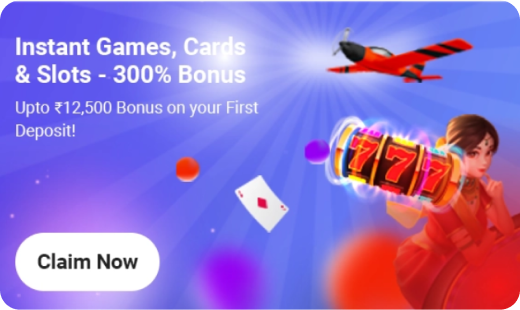 Instant Games, Cards
& Slots - 300% Bonus
Upto ₹12,500 Bonus on your First
Deposit!
777
Claim Now